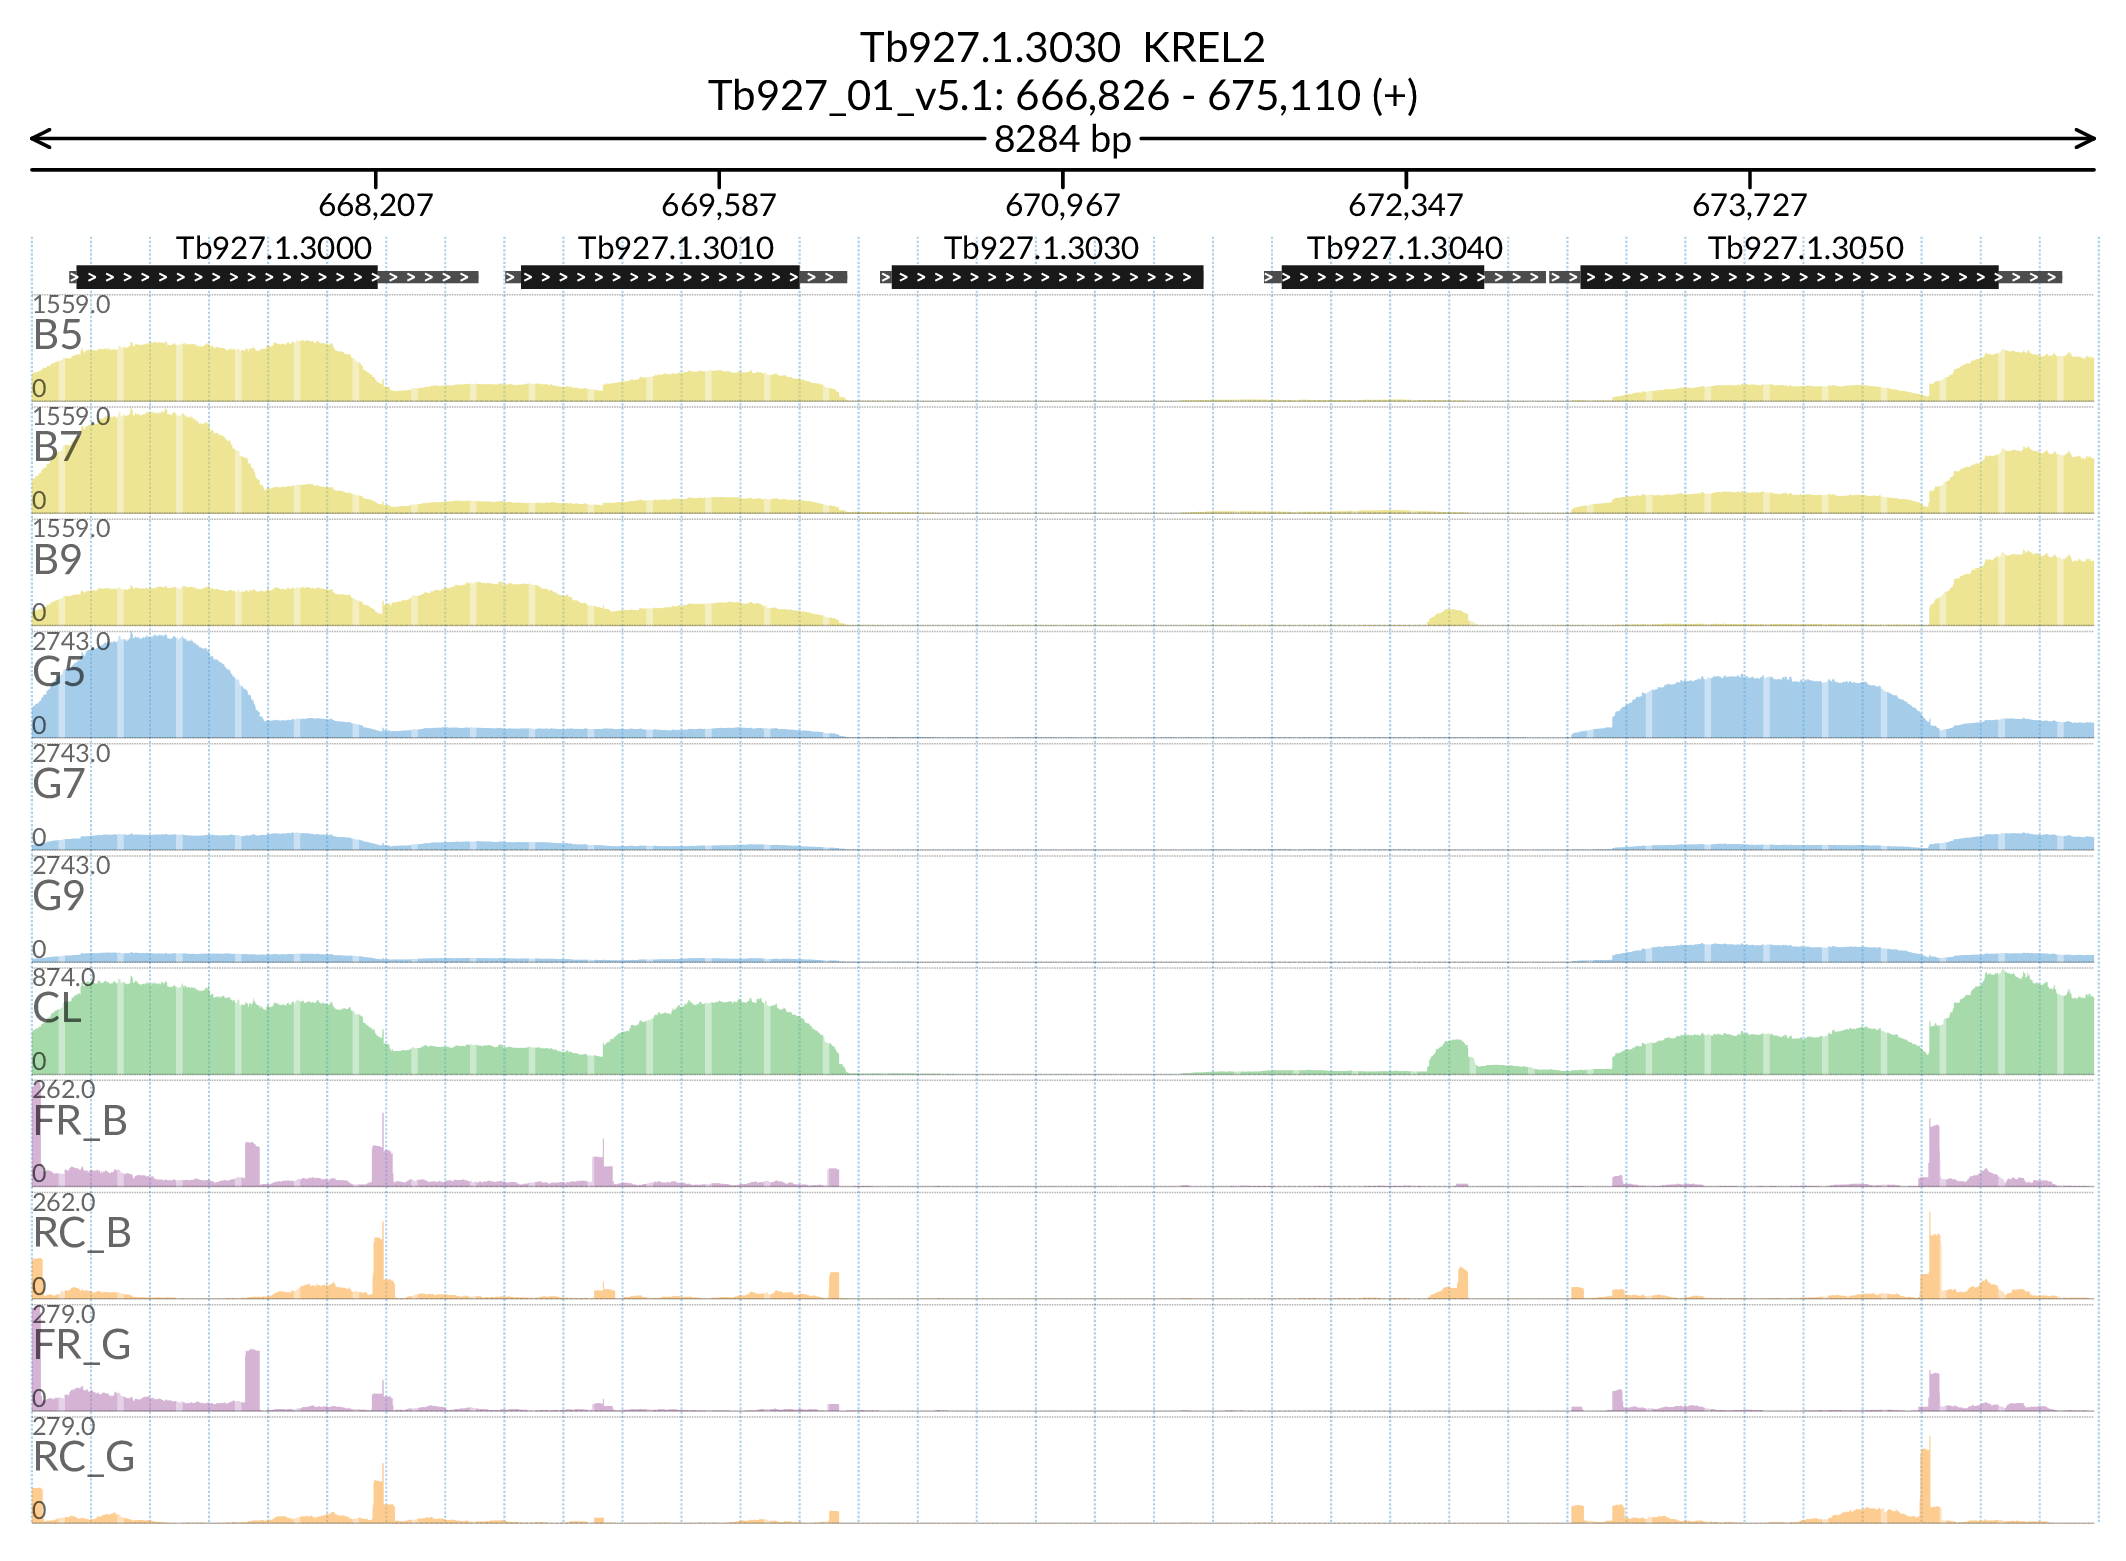 Tb927.1.3030 KREL2
Tb927_01_v5.1: 666,826 - 675,110 (+)
8284 bp
668,207 669,587 670,967 672,347 673,727
Tb927.1.3000 Tb927.1.3010 Tb927.1.3030 Tb927.1.3040 Tb927.1.3050
1559.0
B5
0
1559.0
B7
0
1559.0
B9
0
2743.0
G5
0
2743.0
G7
0
2743.0
G9
0
874.0
CL
0
262.0
FR_B
0
262.0
RC_B
0
279.0
FR_G
0
279.0
RC_G
0